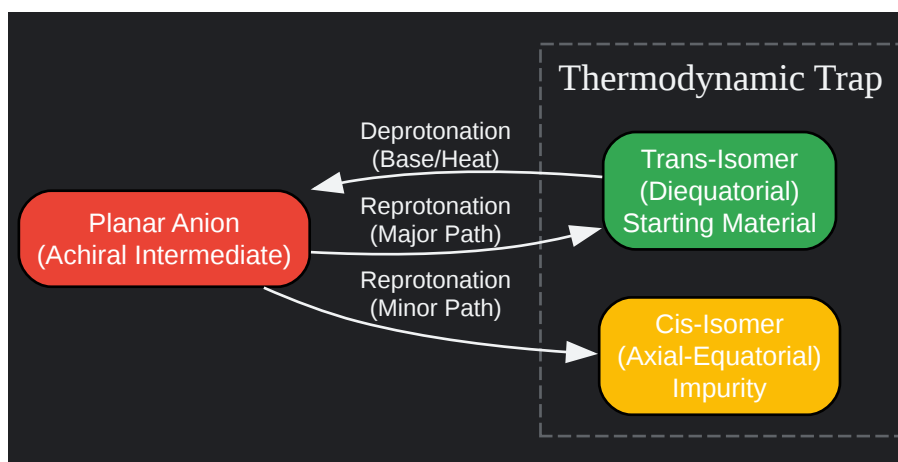 Thermodynamic Trap
Deprotonation
(Base/Heat)
Trans-Isomer
(Diequatorial)
Starting Material
Planar Anion
(Achiral Intermediate)
Reprotonation
(Major Path)
Reprotonation
(Minor Path)
Cis-Isomer
(Axial-Equatorial)
Impurity